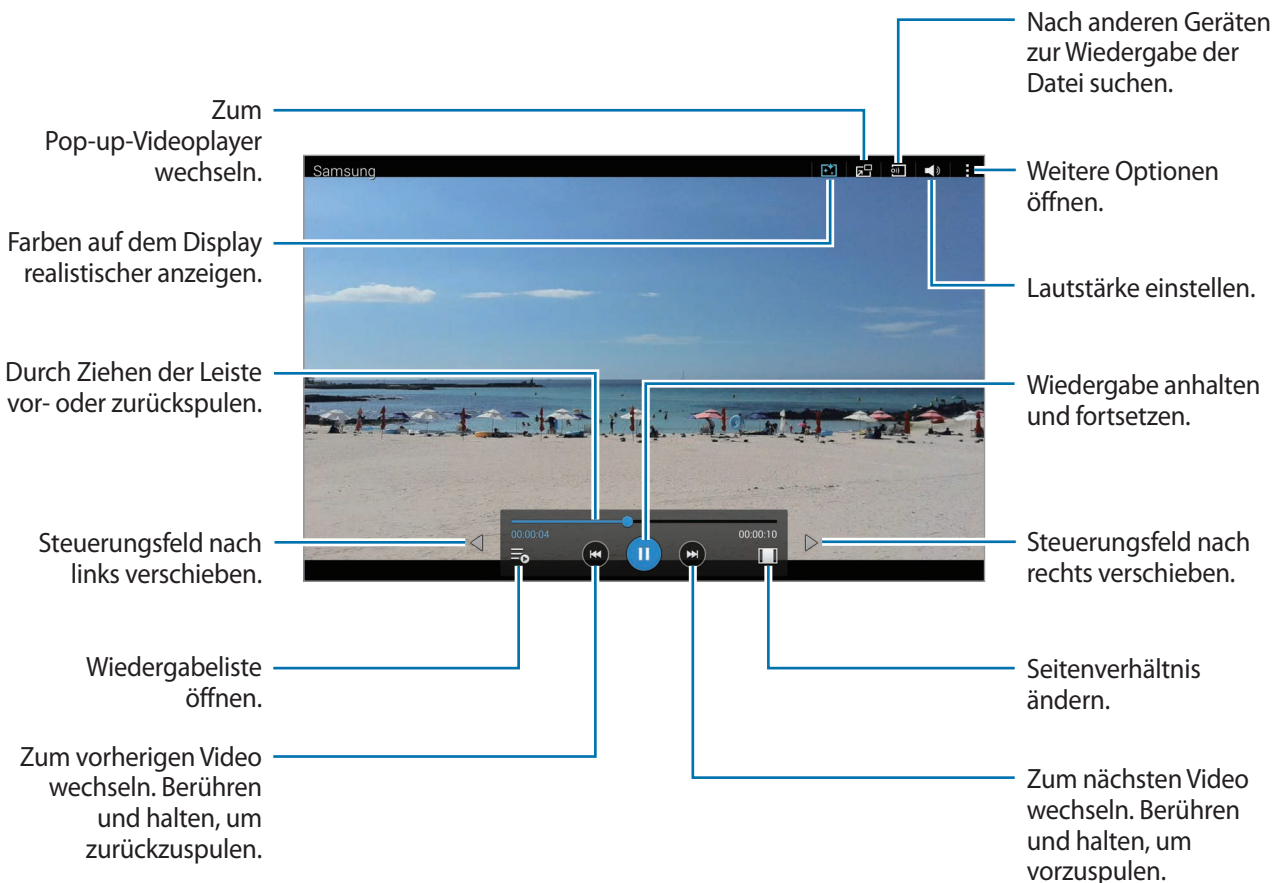 Nach anderen Geräten
zur Wiedergabe der
Datei suchen.
Zum
Pop-up-Videoplayer
wechseln.
Samsung
Weitere Optionen
öffnen.
Farben auf dem Display
realistischer anzeigen.
Lautstärke einstellen.
Durch Ziehen der Leiste
vor- oder zurückspulen.
Wiedergabe anhalten
und fortsetzen.
00:00:04
00:00:10
Steuerungsfeld nach
links verschieben.
Steuerungsfeld nach
rechts verschieben.
Wiedergabeliste
öffnen.
Seitenverhältnis
ändern.
Zum vorherigen Video
wechseln. Berühren
und halten, um
zurückzuspulen.
Zum nächsten Video
wechseln. Berühren
und halten, um
vorzuspulen.